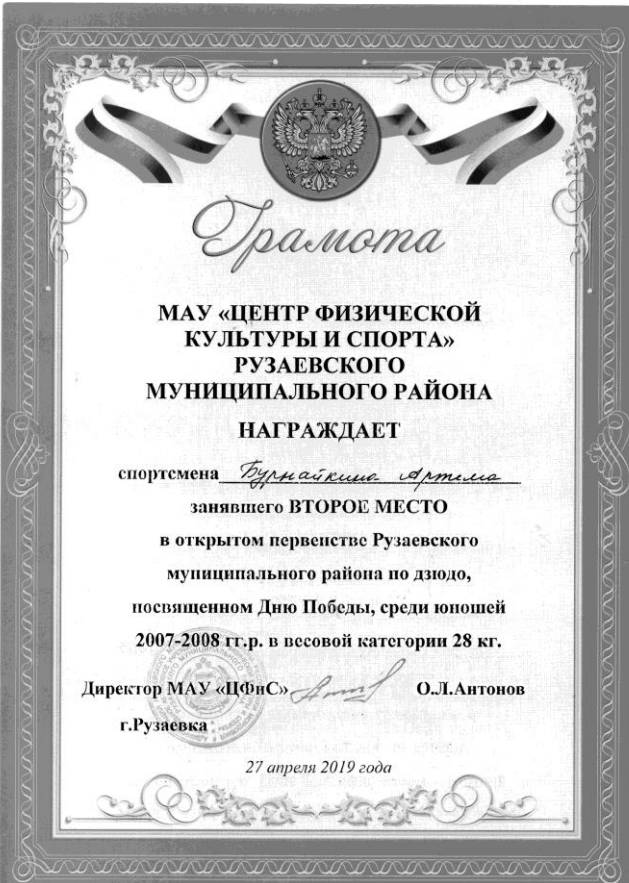 Грамота
МАУ «ЦЕНТР ФИЗИЧЕСКОЙ
КУЛЬТУРЫ И СПОРТА»
РУЗАЕВСКОГО
МУНИЦИПАЛЬНОГО РАЙОНА
НАГРАЖДАЕТ
спортсмена Бурнайкина Артема
занявшего ВТОРОЕ МЕСТО
в открытом первенстве Рузаевского
муниципального района по дзюдо,
посвященном Дню Победы, среди юношей
2007-2008 гг.р. в весовой категории 28 кг.
Директор МАУ «ЦФиС» О.Л.Антонов
г.Рузаевка
27 апреля 2019 года